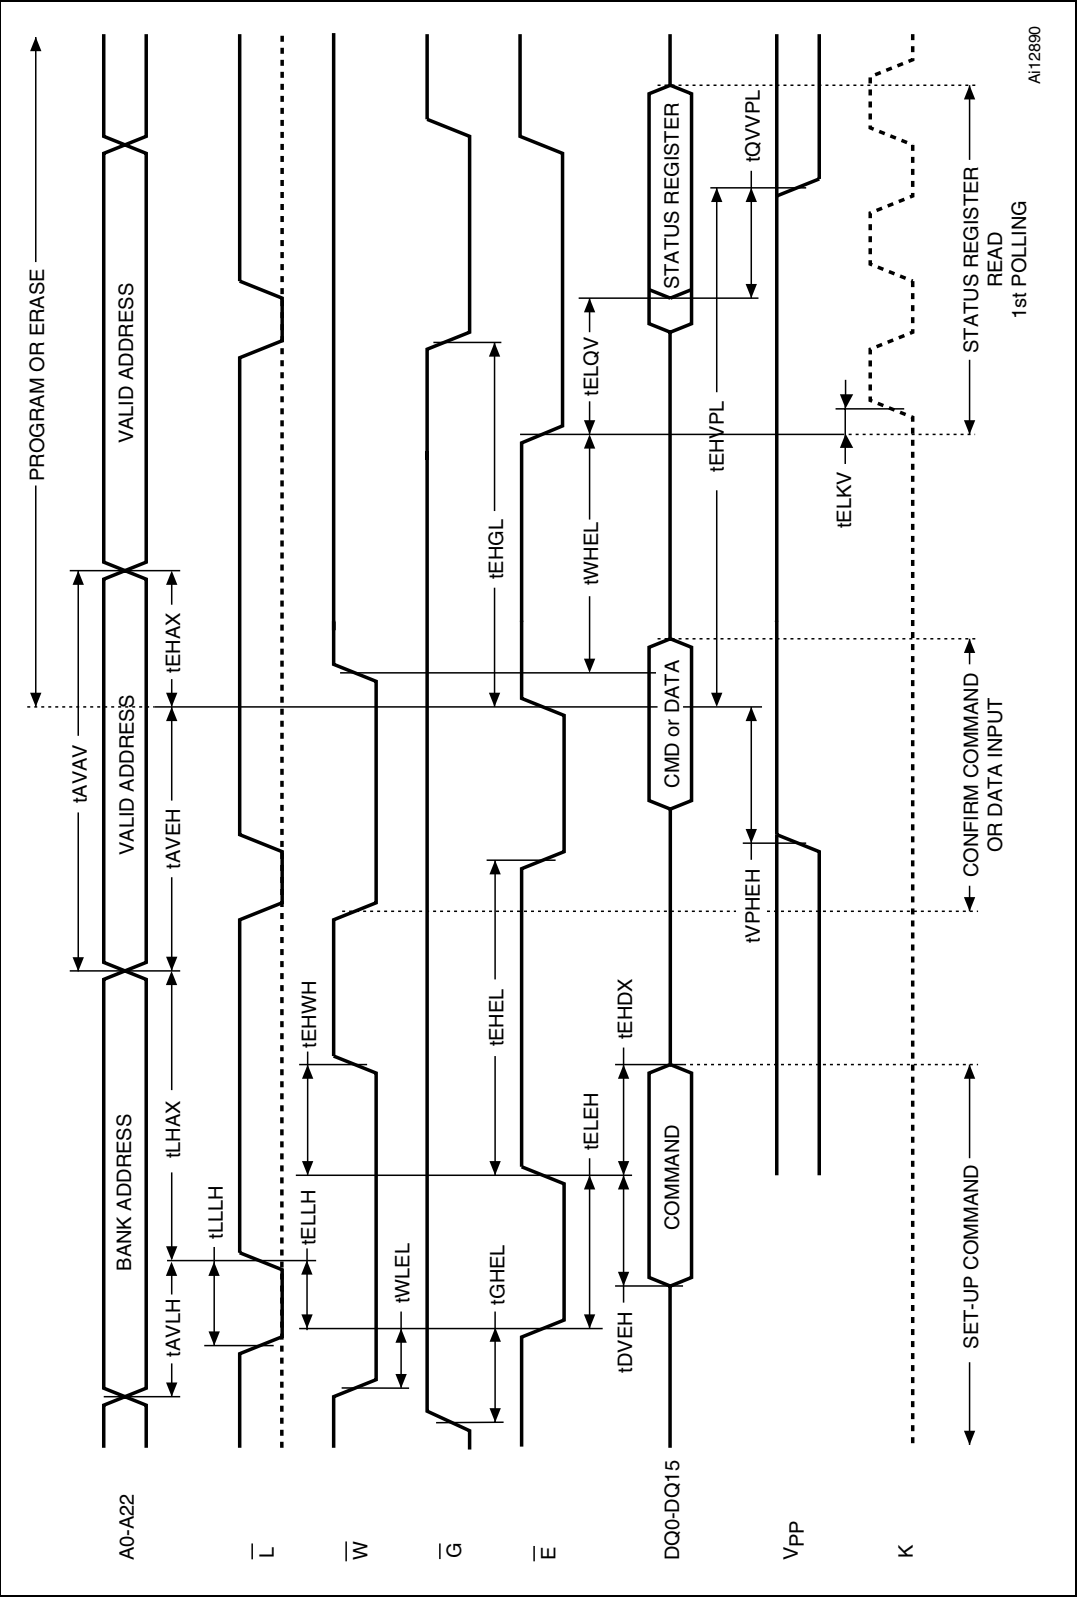 PROGRAM OR ERASE
A0-A22
BANK ADDRESS
VALID ADDRESS
VALID ADDRESS
tAVAV
tAVLH
tLHAX
tAVEH
tEHAX
tLLLH
L
tELLH
tEHWH
W
tWLEL
G
tGHEL
tEHEL
tEHGL
E
tELEH
tWHEL
tELQV
tDVEH
tEHDX
DQ0-DQ15
COMMAND
CMD or DATA
STATUS REGISTER
tEHVPL
tVPHEH
tQVVPL
VPP
tELKV
K
SET-UP COMMAND
CONFIRM COMMAND
OR DATA INPUT
STATUS REGISTER
READ
1st POLLING
Ai12890